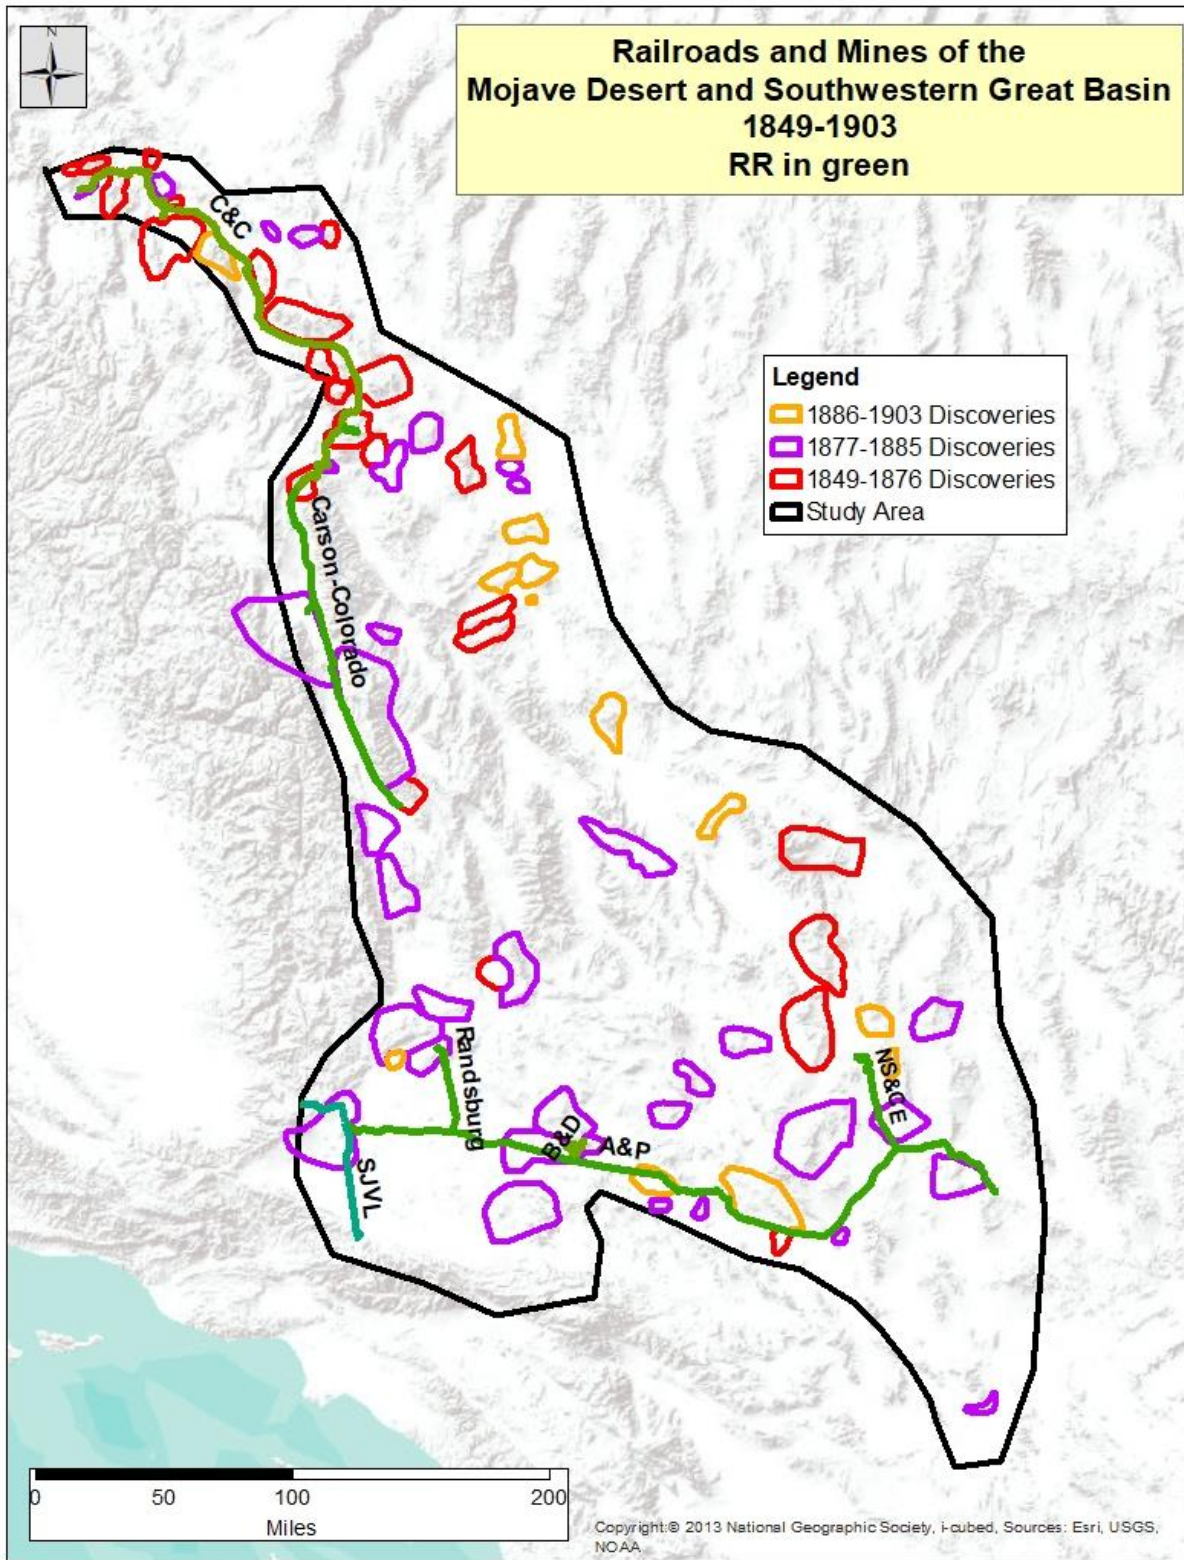 N
Railroads and Mines of the
Mojave Desert and Southwestern Great Basin
1849-1903
RR in green
C&C
Legend
1886-1903 Discoveries
1877-1885 Discoveries
1849-1876 Discoveries
Study Area
Carson-Colorado
Randsburg
NS&CE
B&D
A&P
SJVL
0 50 100 200
Miles
Copyright:© 2013 National Geographic Society, i-cubed, Sources: Esri, USGS,
NOAA